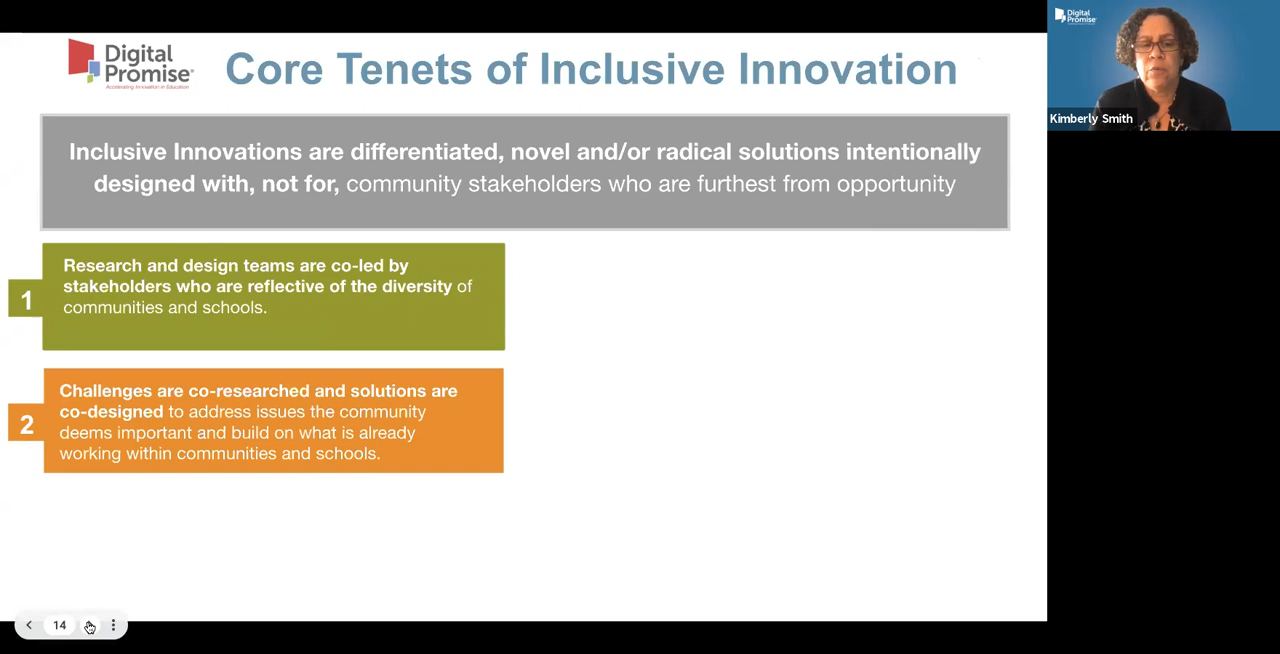 Digital
Promise®
Accelerating Innovation in Education
Core Tenets of Inclusive Innovation
Inclusive Innovations are differentiated, novel and/or radical solutions intentionally
designed with, not for, community stakeholders who are furthest from opportunity
1
Research and design teams are co-led by
stakeholders who are reflective of the diversity of
communities and schools.
2
Challenges are co-researched and solutions are
co-designed to address issues the community
deems important and build on what is already
working within communities and schools.
14
Digital
Promise
Kimberly Smith